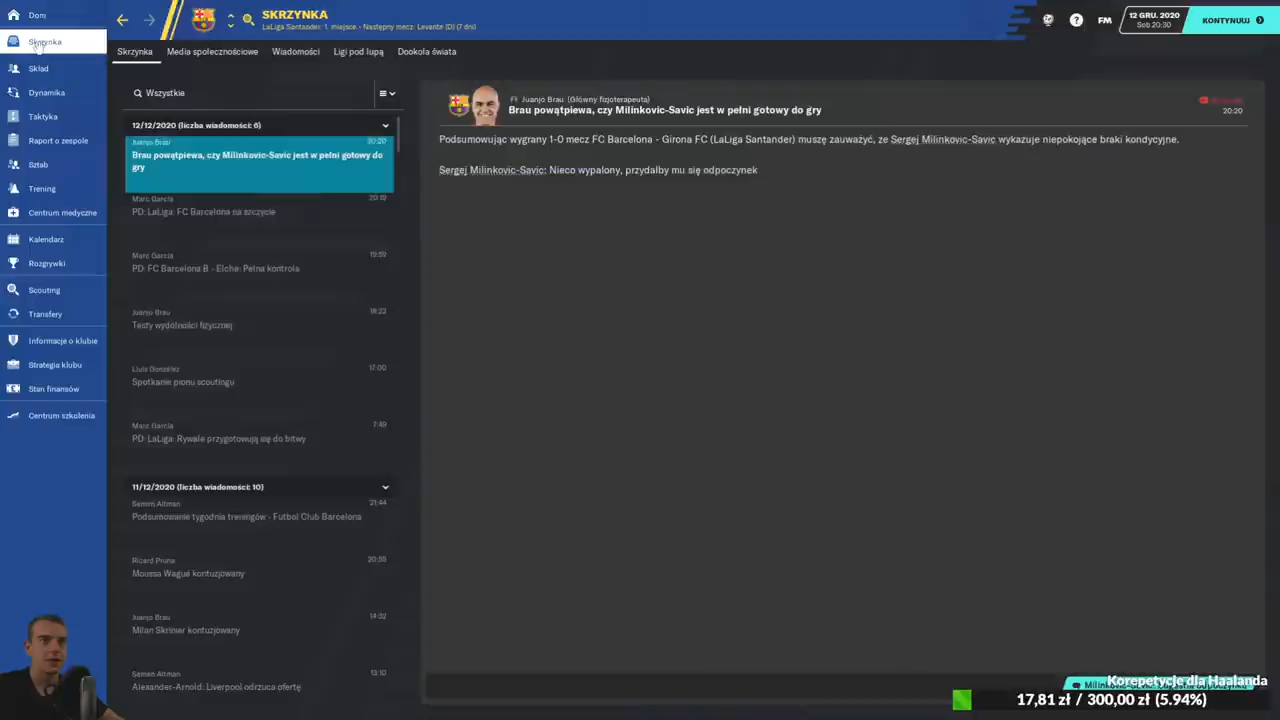 Dom
Skrzynka
Skład
Dynamika
Taktyka
Raport o zespole
Sztab
Trening
Centrum medyczne
Kalendarz
Rozgrywki
Scouting
Transfery
Informacje o klubie
Strategia klubu
Stan finansów
Centrum szkolenia
SKRZYNKA
LaLiga Santander: 1. miejsce - Następny mecz: Levante (D) (7 dni)
FM
12 GRU. 2020
Sob 20:30
KONTYNUUJ
Skrzynka
Media społecznościowe
Wiadomości
Ligi pod lupą
Dookoła świata
Wszystkie
12/12/2020 (liczba wiadomości: 6)
Juanjo Brau 20:20
Brau powątpiewa, czy Milinkovic-Savic jest w pełni gotowy do
gry
Marc García 20:19
PD: LaLiga: FC Barcelona na szczycie
Marc García 19:59
PD: FC Barcelona B - Elche: Pełna kontrola
Juanjo Brau 18:22
Testy wydolności fizycznej
Lluis González 17:00
Spotkanie pionu scoutingu
Marc García 7:49
PD: LaLiga: Rywale przygotowują się do bitwy
11/12/2020 (liczba wiadomości: 10)
Semen Altman 21:44
Podsumowanie tygodnia treningów - Futbol Club Barcelona
Ricard Pruna 20:55
Moussa Wagué kontuzjowany
Juanjo Brau 14:32
Milan Skriniar kontuzjowany
Semen Altman 13:10
Alexander-Arnold: Liverpool odrzuca ofertę
Juanjo Brau (Główny fizjoterapeuta)
Brau powątpiewa, czy Milinkovic-Savic jest w pełni gotowy do gry
20:20
Podsumowując wygrany 1-0 mecz FC Barcelona - Girona FC (LaLiga Santander) muszę zauważyć, że Sergej Milinkovic-Savic wykazuje niepokojące braki kondycyjne.
Sergej Milinkovic-Savic: Nieco wypalony, przydałby mu się odpoczynek
Korepetycje dla Haalanda
17,81 zł / 300,00 zł (5.94%)